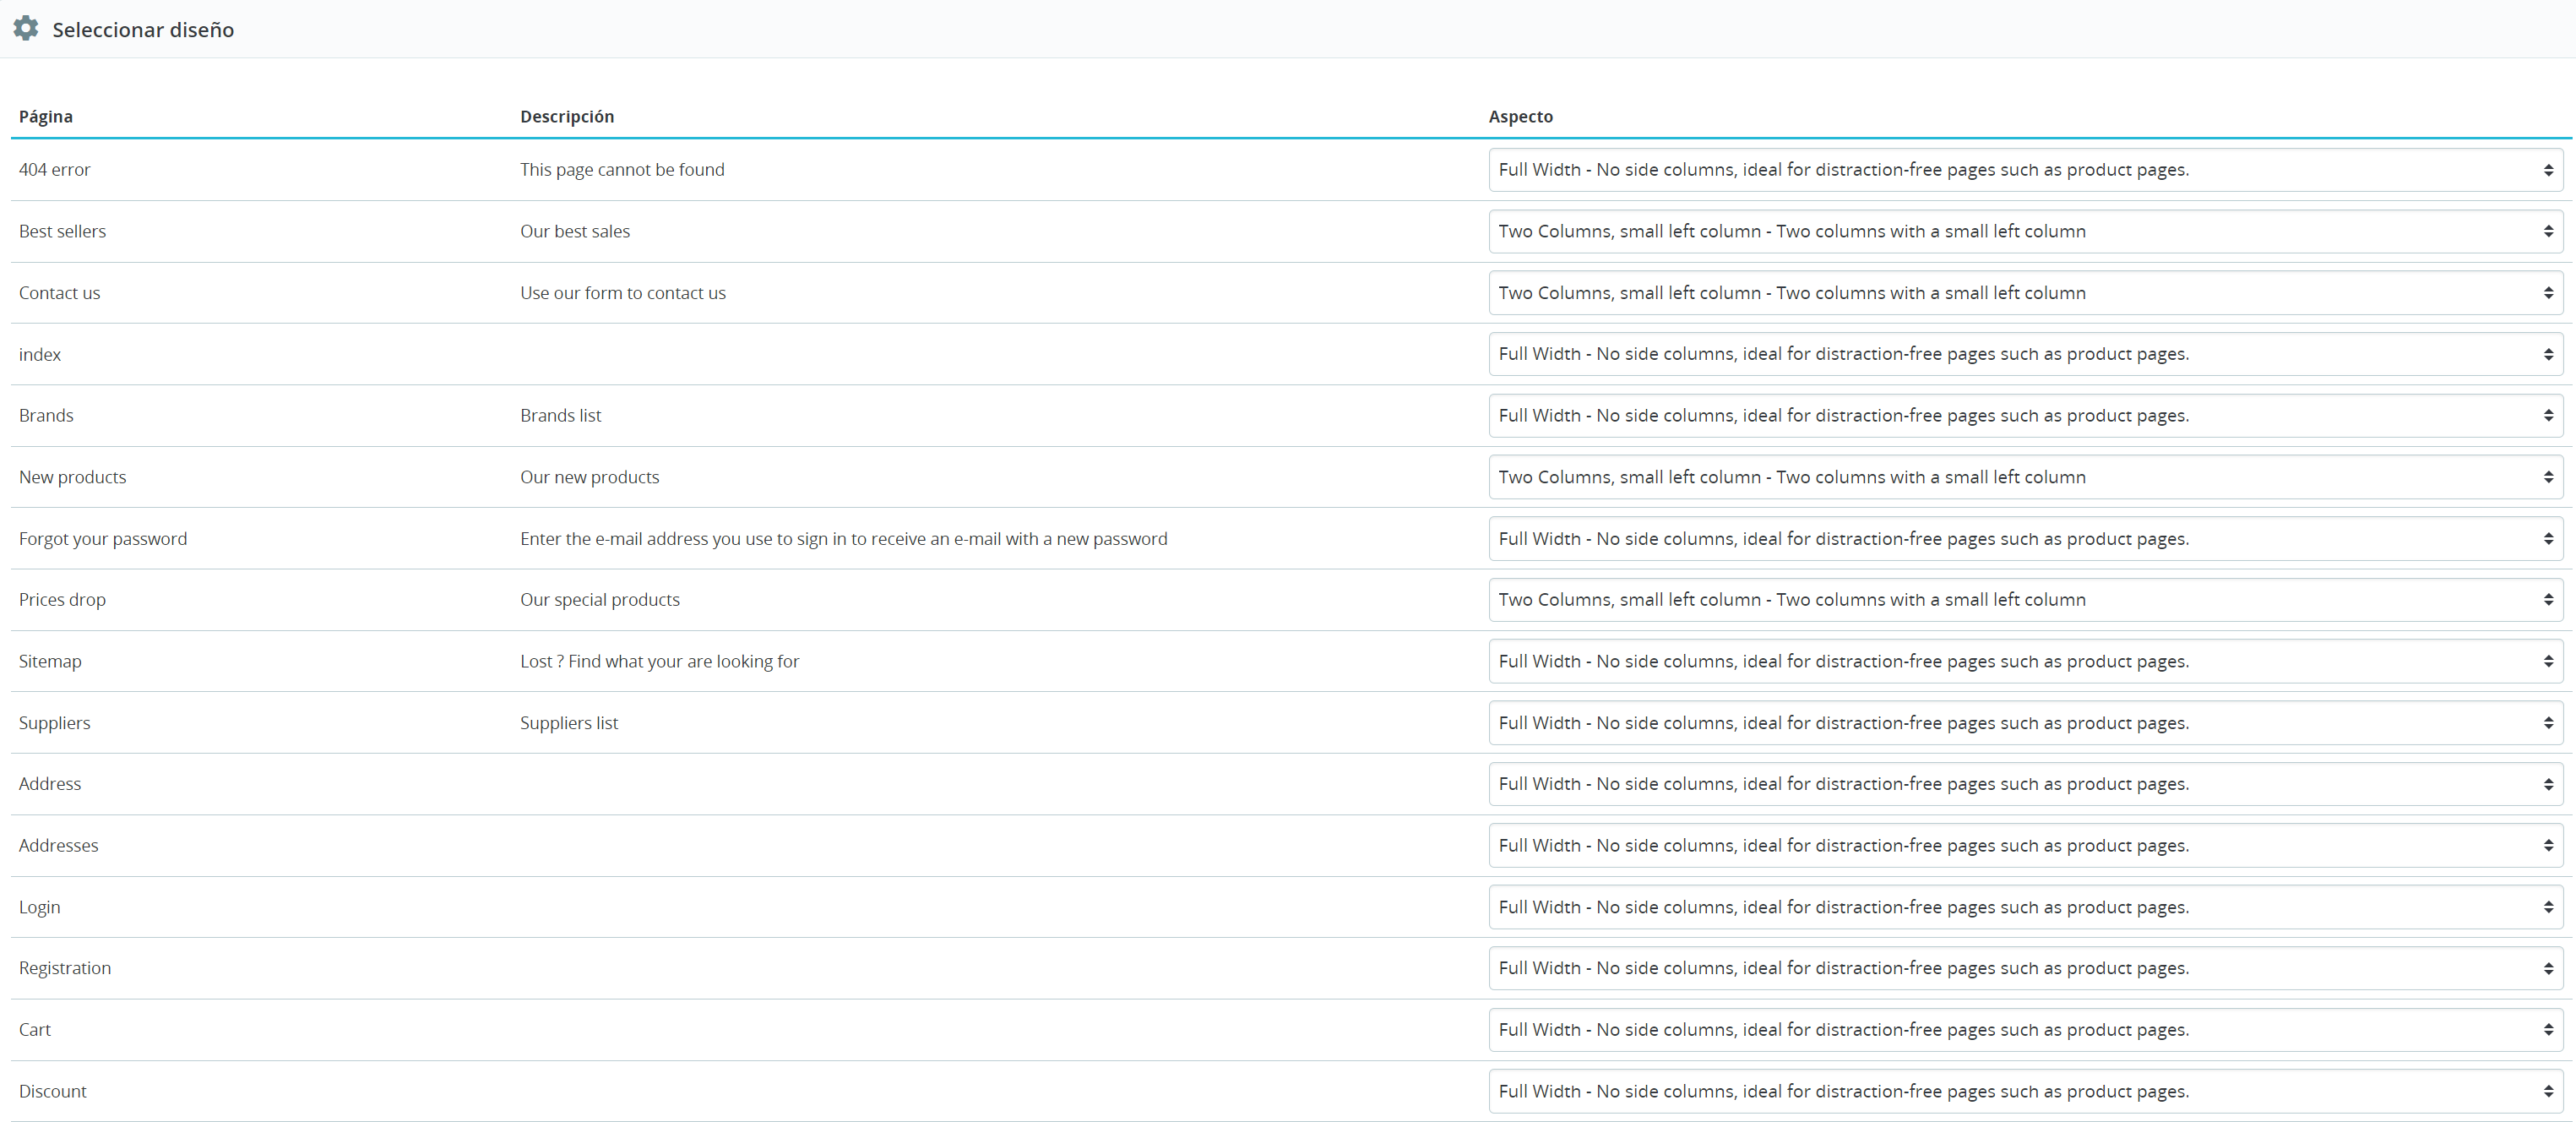 Seleccionar diseño
Página Descripción Aspecto
404 error This page cannot be found Full Width - No side columns, ideal for distraction-free pages such as product pages.
Best sellers Our best sales Two Columns, small left column - Two columns with a small left column
Contact us Use our form to contact us Two Columns, small left column - Two columns with a small left column
index Full Width - No side columns, ideal for distraction-free pages such as product pages.
Brands Brands list Full Width - No side columns, ideal for distraction-free pages such as product pages.
New products Our new products Two Columns, small left column - Two columns with a small left column
Forgot your password Enter the e-mail address you use to sign in to receive an e-mail with a new password Full Width - No side columns, ideal for distraction-free pages such as product pages.
Prices drop Our special products Two Columns, small left column - Two columns with a small left column
Sitemap Lost ? Find what your are looking for Full Width - No side columns, ideal for distraction-free pages such as product pages.
Suppliers Suppliers list Full Width - No side columns, ideal for distraction-free pages such as product pages.
Address Full Width - No side columns, ideal for distraction-free pages such as product pages.
Addresses Full Width - No side columns, ideal for distraction-free pages such as product pages.
Login Full Width - No side columns, ideal for distraction-free pages such as product pages.
Registration Full Width - No side columns, ideal for distraction-free pages such as product pages.
Cart Full Width - No side columns, ideal for distraction-free pages such as product pages.
Discount Full Width - No side columns, ideal for distraction-free pages such as product pages.